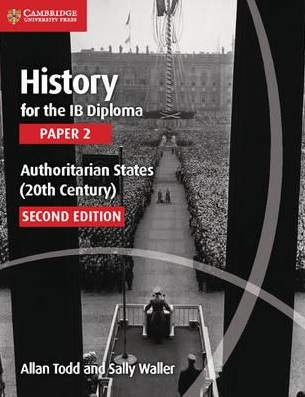 CAMBRIDGE
UNIVERSITY PRESS
History
for the IB Diploma
PAPER 2
Authoritarian States
(20th Century)
SECOND EDITION
Allan Todd and Sally Waller